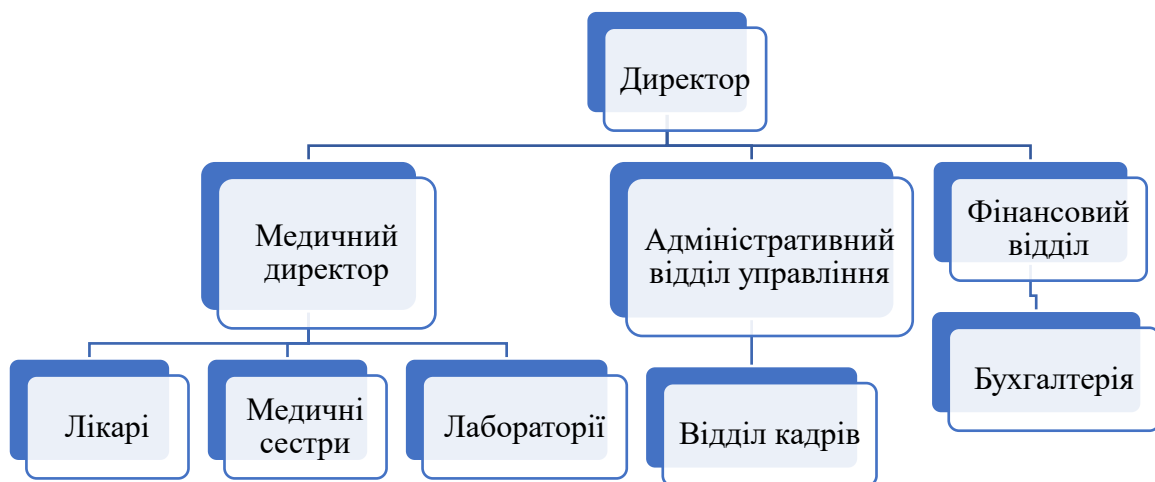 Директор
Медичний
директор
Адміністративний
відділ управління
Фінансовий
відділ
Лікарі
Медичні
сестри
Лабораторії
Відділ кадрів
Бухгалтерія